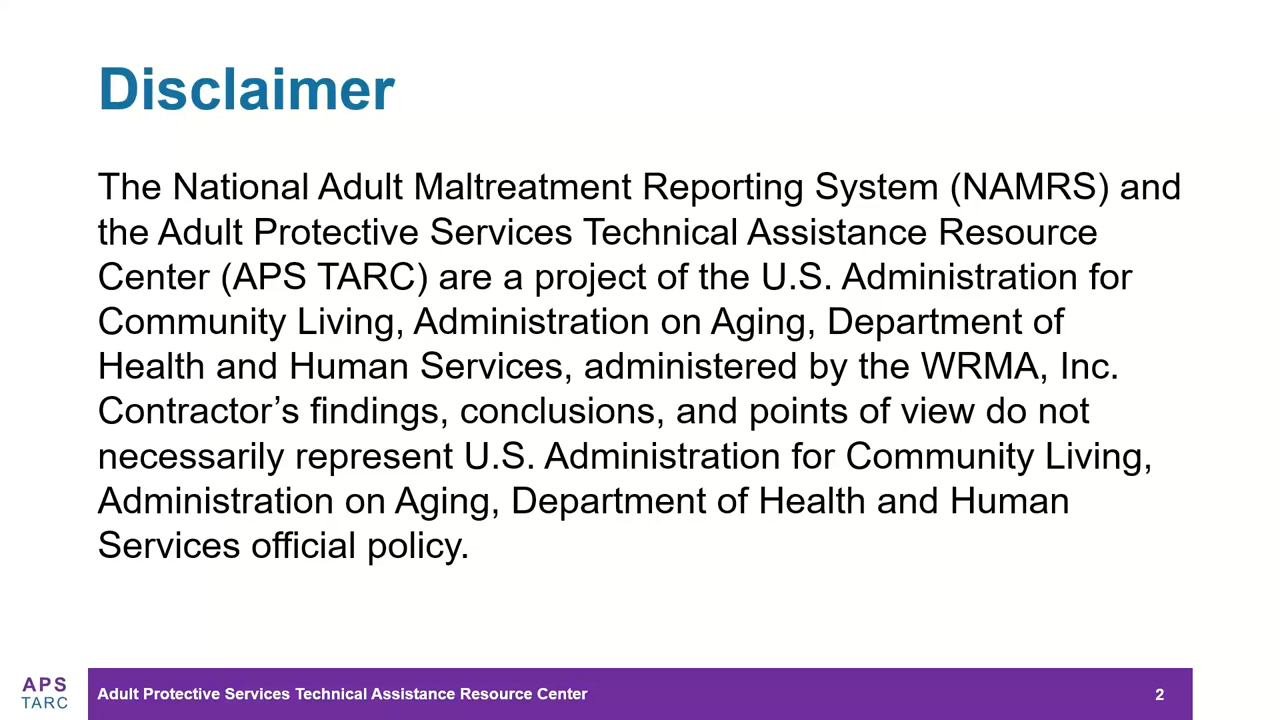 Disclaimer
The National Adult Maltreatment Reporting System (NAMRS) and
the Adult Protective Services Technical Assistance Resource
Center (APS TARC) are a project of the U.S. Administration for
Community Living, Administration on Aging, Department of
Health and Human Services, administered by the WRMA, Inc.
Contractor’s findings, conclusions, and points of view do not
necessarily represent U.S. Administration for Community Living,
Administration on Aging, Department of Health and Human
Services official policy.
APS
TARC
Adult Protective Services Technical Assistance Resource Center
2